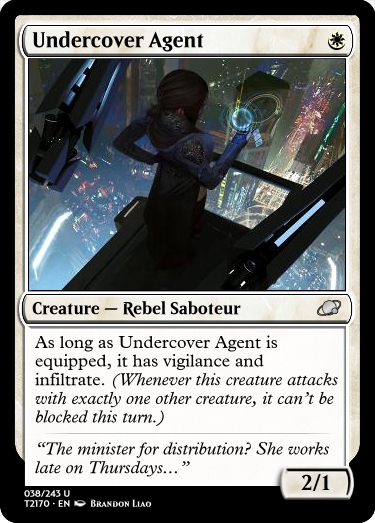 Undercover Agent
Creature — Rebel Saboteur
As long as Undercover Agent is
equipped, it has vigilance and
infiltrate. (Whenever this creature attacks
with exactly one other creature, it can't be
blocked this turn.)
“The minister for distribution? She works
late on Thursdays…”
2/1
038/243 U
T2170 • EN Brandon Liao